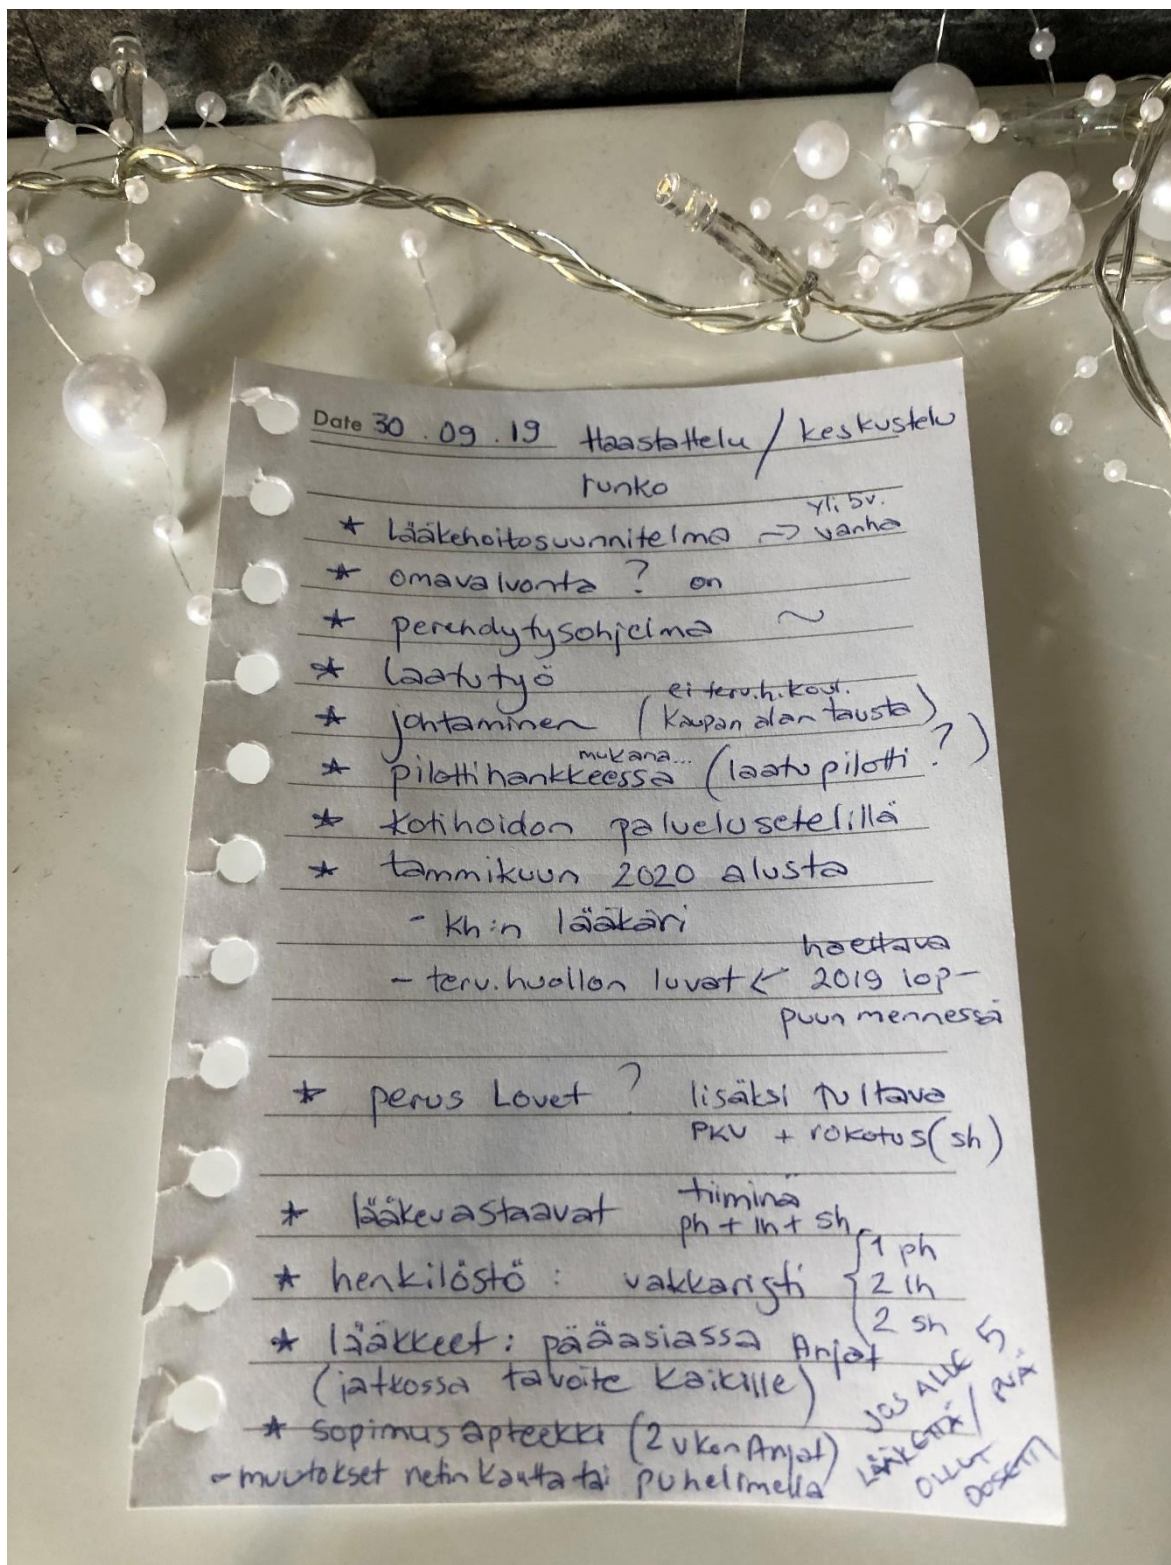 Date 30.09.19 Haastattelu / keskustelu
runko
* Lääkehoitosuunnitelma -> yli 5v. vanha
* omavalvonta ? on
* perehdytysohjelma ~
* Laatutyö
* johtaminen (ei terv.h.koul. Kaupan alan tausta)
* pilottihankkeessa mukana... (laatupilotti ?)
* kotihoidon palvelusetelillä
* tammikuun 2020 alusta
- kh:n lääkäri
- terv.huollon luvat <- haettava 2019 lop-
puun mennessä
* perus Lovet ? lisäksi tultava
PKV + rokotus (sh)
* lääkevastaavat tiiminä
ph + lh + sh
* henkilöstö : vakkaristi { 1 ph
2 lh
2 sh
* lääkkeet : pääasiassa Anjat
(jatkossa tavoite kaikille)
* sopimusapteekki (2 vkon Anjat)
- muutokset netin kautta tai puhelimella
JOS ALLE 5
LÄÄKETTÄ / PVÄ
OLLUT
DOSETTI